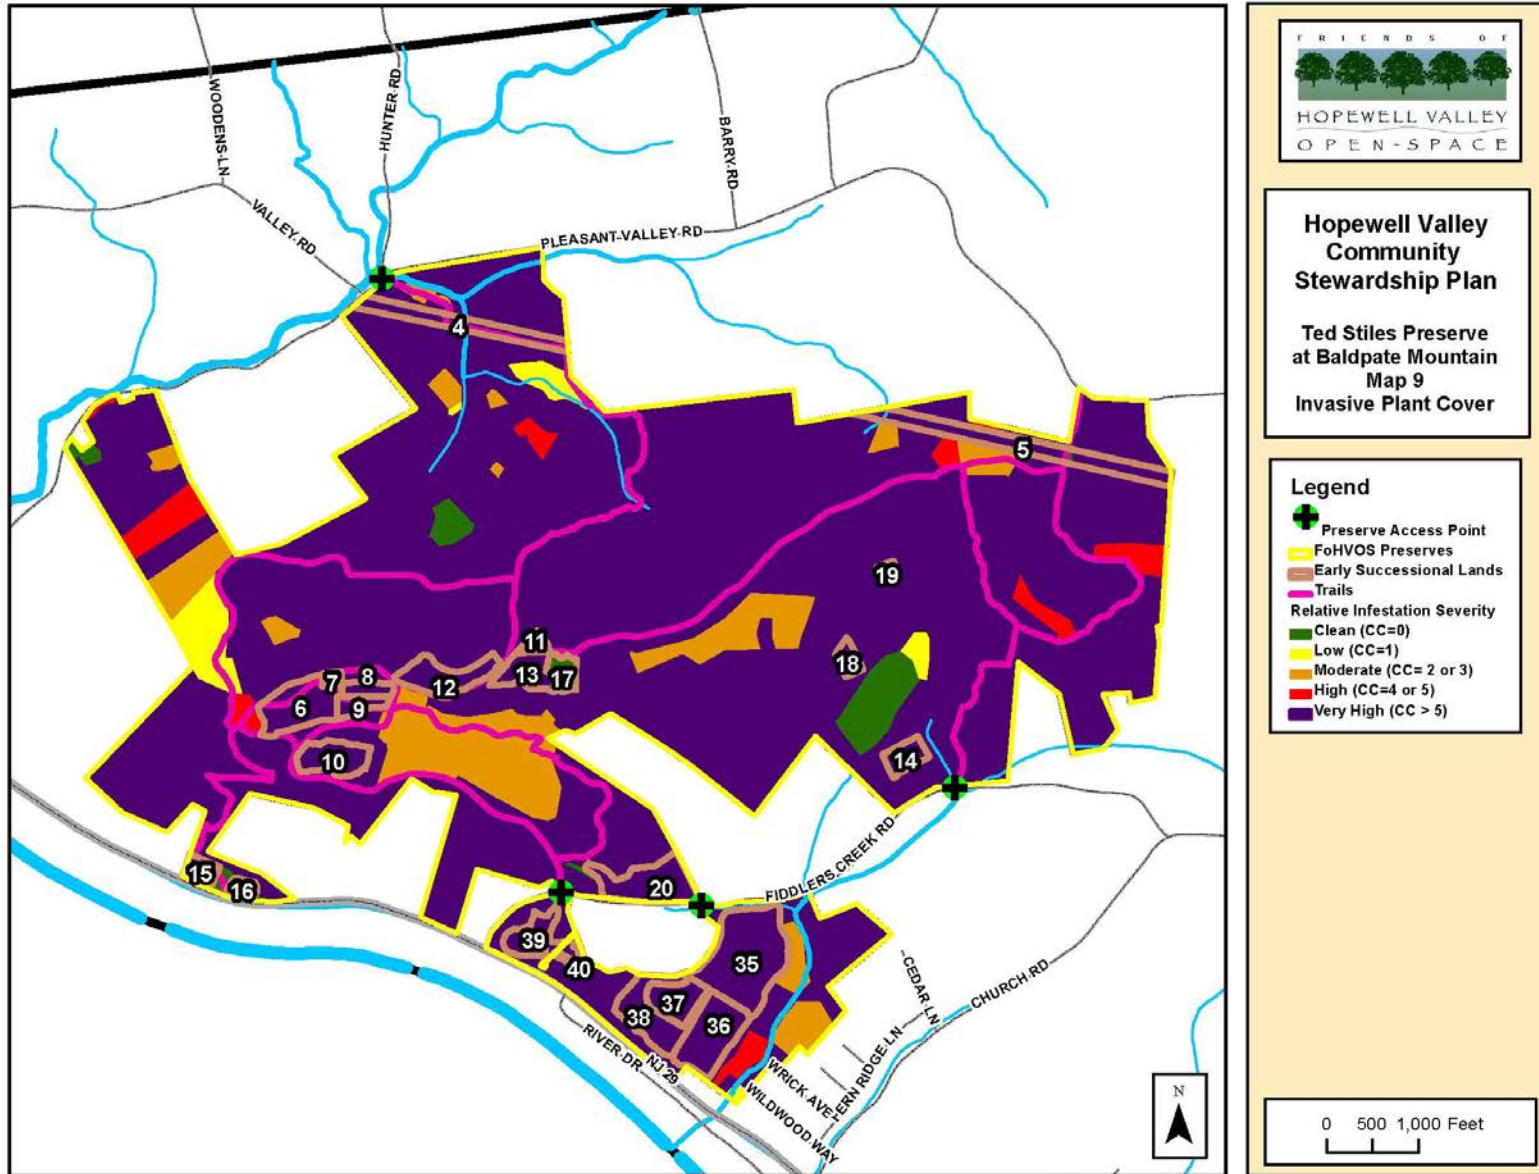 WOODENS LN
HUNTER RD
BARRY RD
VALLEY RD
PLEASANT VALLEY RD
4
5
19
11
18
7
8
13
17
12
6
9
10
14
15
16
20
FIDDLERS CREEK RD
39
40
35
37
38
36
CEDAR LN
CHURCH RD
FERN RIDGE LN
RIVER DR
NJ 29
WRICK AVE
WILDWOOD WAY
N
FRIENDS OF
HOPEWELL VALLEY
OPEN-SPACE
Hopewell Valley
Community
Stewardship Plan
Ted Stiles Preserve
at Baldpate Mountain
Map 9
Invasive Plant Cover
Legend
Preserve Access Point
FoHVOS Preserves
Early Successional Lands
Trails
Relative Infestation Severity
Clean (CC=0)
Low (CC=1)
Moderate (CC= 2 or 3)
High (CC=4 or 5)
Very High (CC > 5)
0 500 1,000 Feet